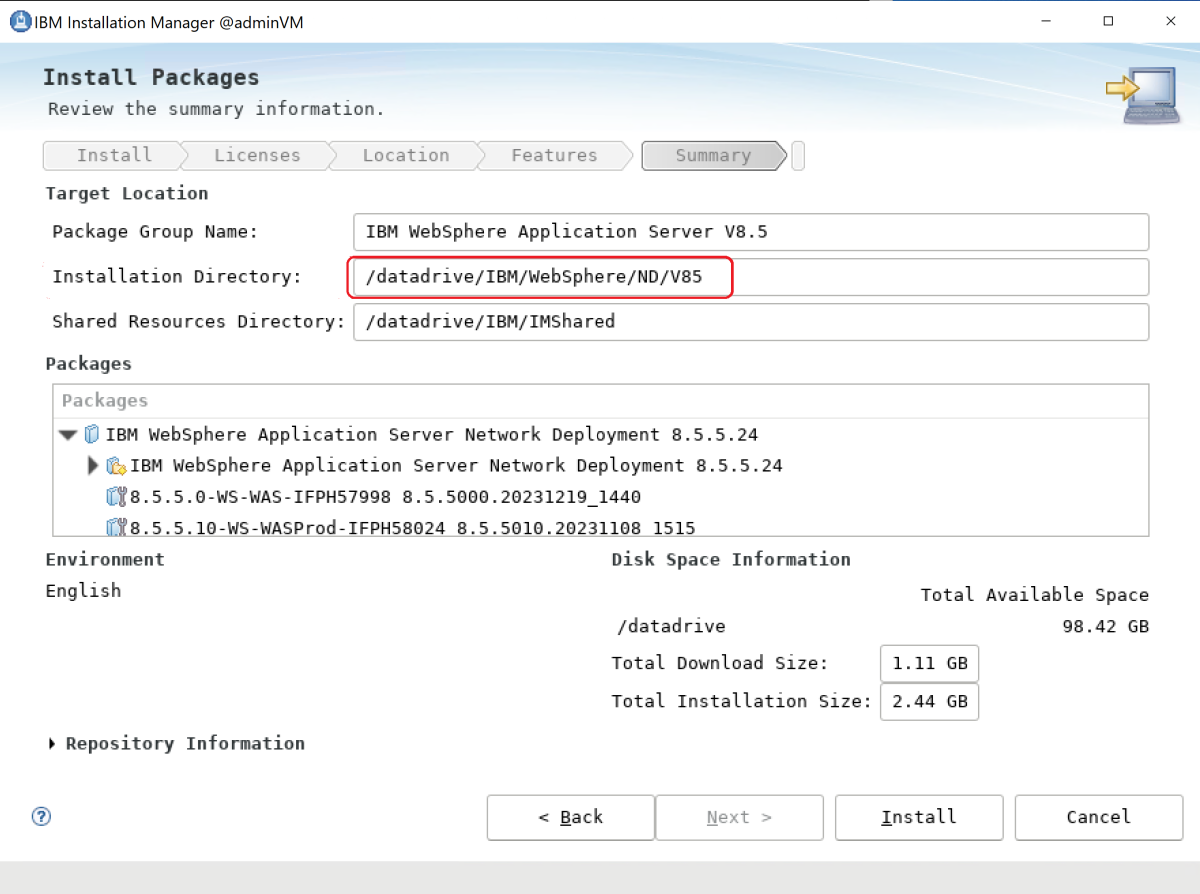 IBM Installation Manager @adminVM
Install Packages
Review the summary information.
Install Licenses Location Features Summary
Target Location
Package Group Name: IBM WebSphere Application Server V8.5
Installation Directory: /datadrive/IBM/WebSphere/ND/V85
Shared Resources Directory: /datadrive/IBM/IMShared
Packages
Packages
IBM WebSphere Application Server Network Deployment 8.5.5.24
IBM WebSphere Application Server Network Deployment 8.5.5.24
8.5.5.0-WS-WAS-IFPH57998 8.5.5000.20231219_1440
8.5.5.10-WS-WASProd-IFPH58024 8.5.5010.20231108 1515
Environment Disk Space Information
English
Total Available Space
/datadrive 98.42 GB
Total Download Size: 1.11 GB
Total Installation Size: 2.44 GB
Repository Information
? < Back Next > Install Cancel